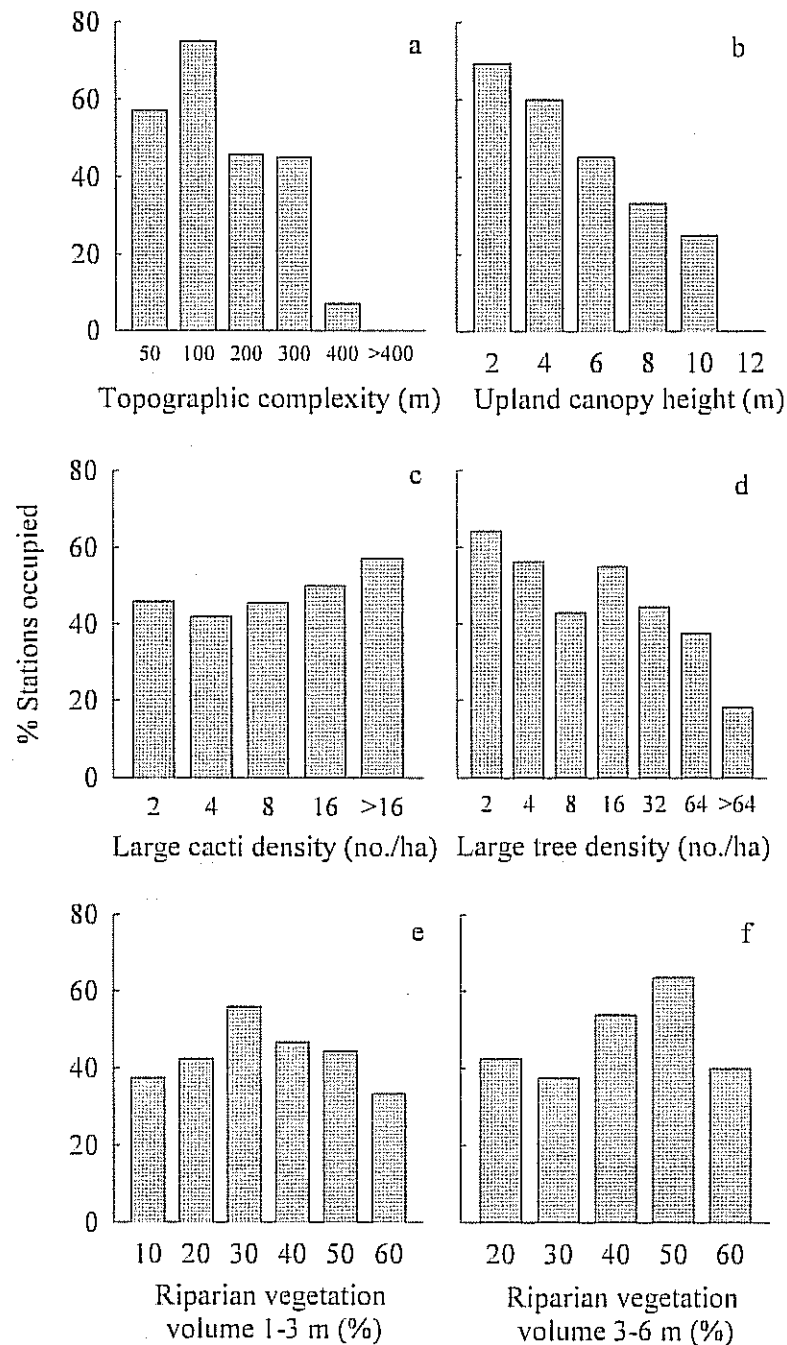 80
60
40
20
0
a
50 100 200 300 400 >400
Topographic complexity (m)
b
2 4 6 8 10 12
Upland canopy height (m)
% Stations occupied
80
60
40
20
0
c
2 4 8 16 >16
Large cacti density (no./ha)
d
2 4 8 16 32 64 >64
Large tree density (no./ha)
80
60
40
20
0
e
10 20 30 40 50 60
Riparian vegetation
volume 1-3 m (%)
f
20 30 40 50 60
Riparian vegetation
volume 3-6 m (%)